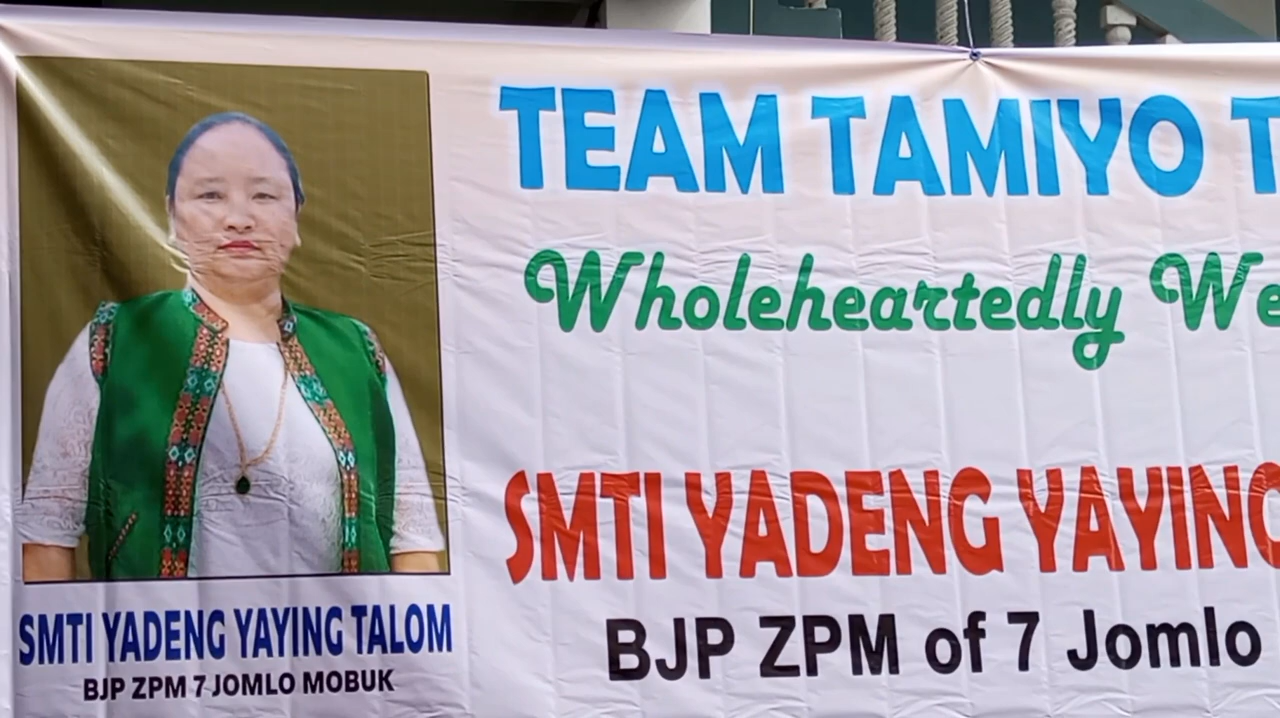 TEAM TAMIYO
Wholeheartedly
SMTI YADENG YAYING
BJP ZPM of 7 Jomlo
SMTI YADENG YAYING TALOM
BJP ZPM 7 JOMLO MOBUK